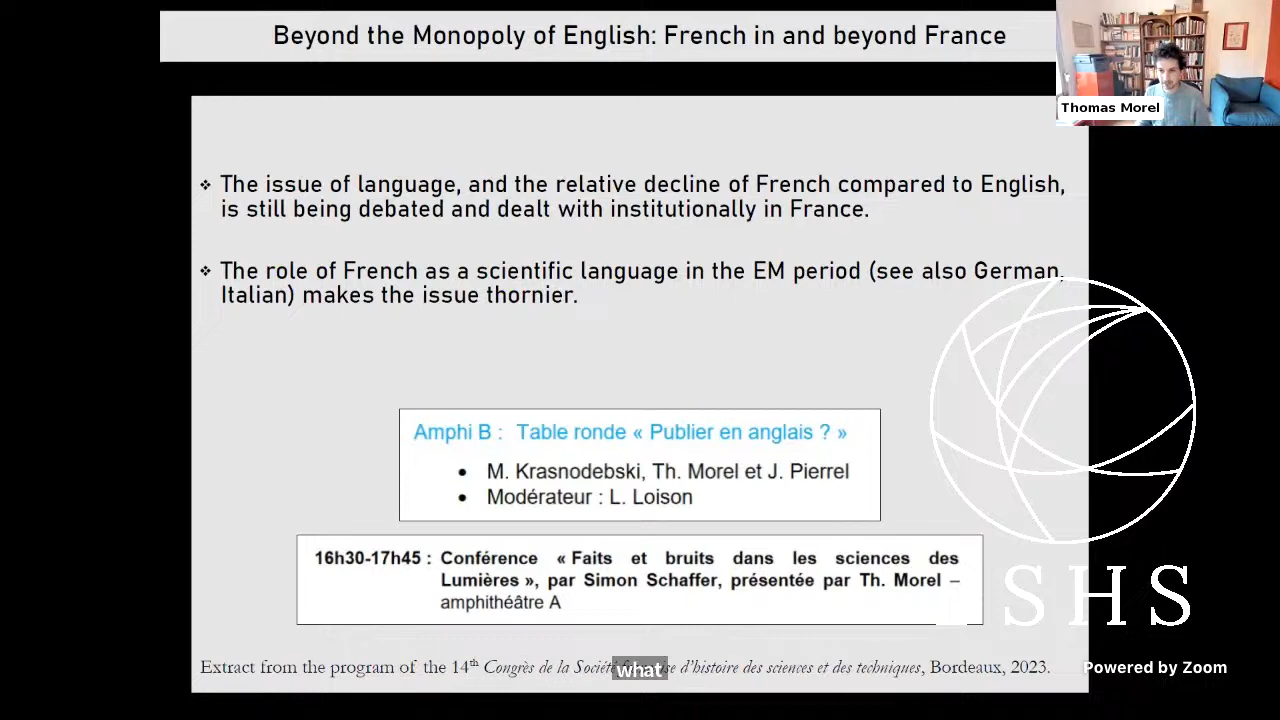 Beyond the Monopoly of English: French in and beyond France
Thomas Morel
❖ The issue of language, and the relative decline of French compared to English,
is still being debated and dealt with institutionally in France.
❖ The role of French as a scientific language in the EM period (see also German,
Italian) makes the issue thornier.
Amphi B : Table ronde « Publier en anglais ? »
• M. Krasnodebski, Th. Morel et J. Pierrel
• Modérateur : L. Loison
16h30-17h45 : Conférence « Faits et bruits dans les sciences des
Lumières », par Simon Schaffer, présentée par Th. Morel –
amphithéâtre A
SHS
Extract from the program of the 14th Congrès de la Société d'histoire des sciences et des techniques, Bordeaux, 2023.
what
Powered by Zoom